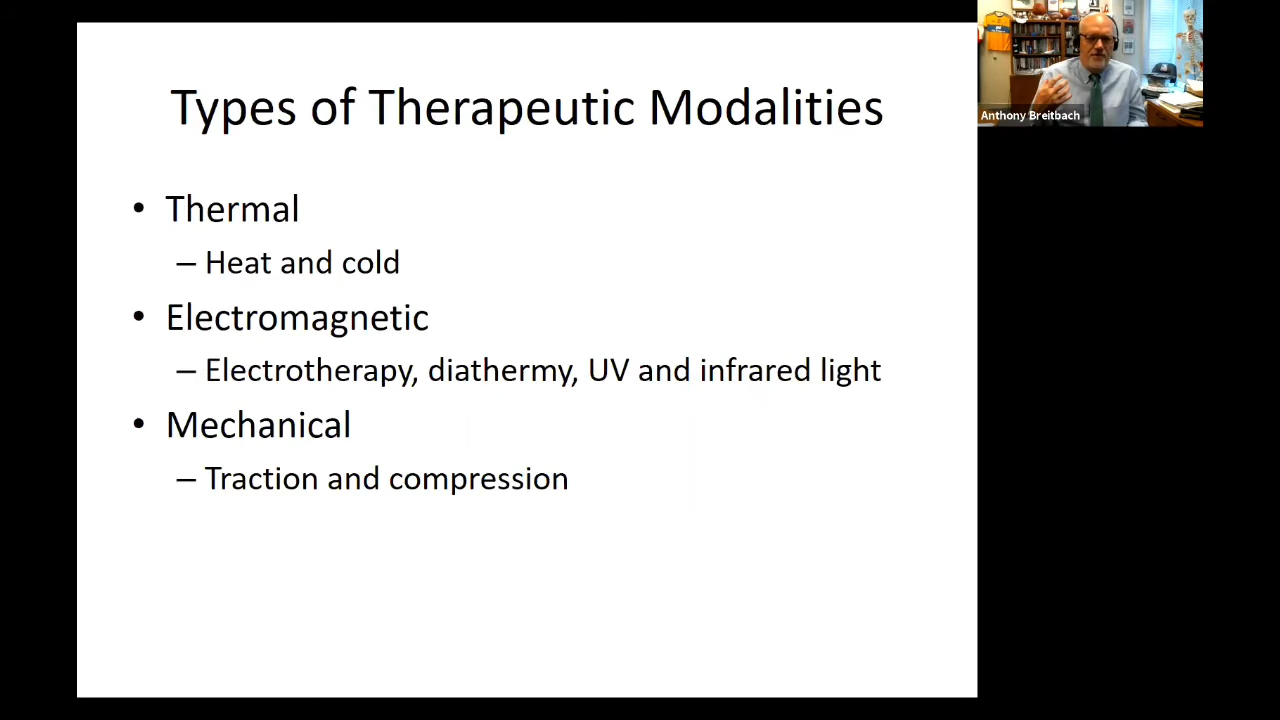 Types of Therapeutic Modalities
• Thermal
– Heat and cold
• Electromagnetic
– Electrotherapy, diathermy, UV and infrared light
• Mechanical
– Traction and compression
Anthony Breitbach